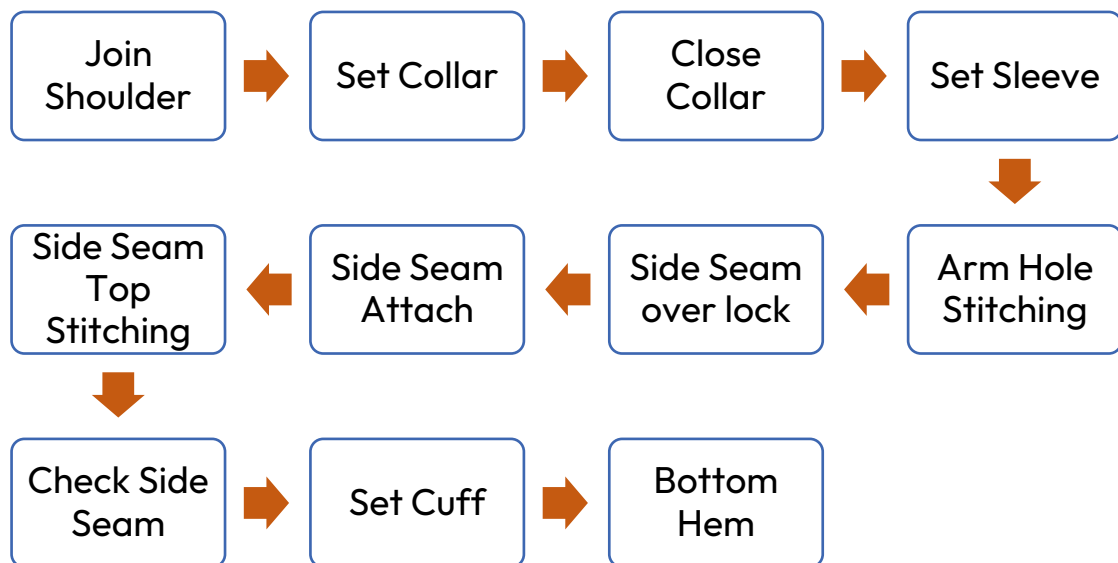 Join
Shoulder
Set Collar
Close
Collar
Set Sleeve
Arm Hole
Stitching
Side Seam
over lock
Side Seam
Attach
Side Seam
Top
Stitching
Check Side
Seam
Set Cuff
Bottom
Hem